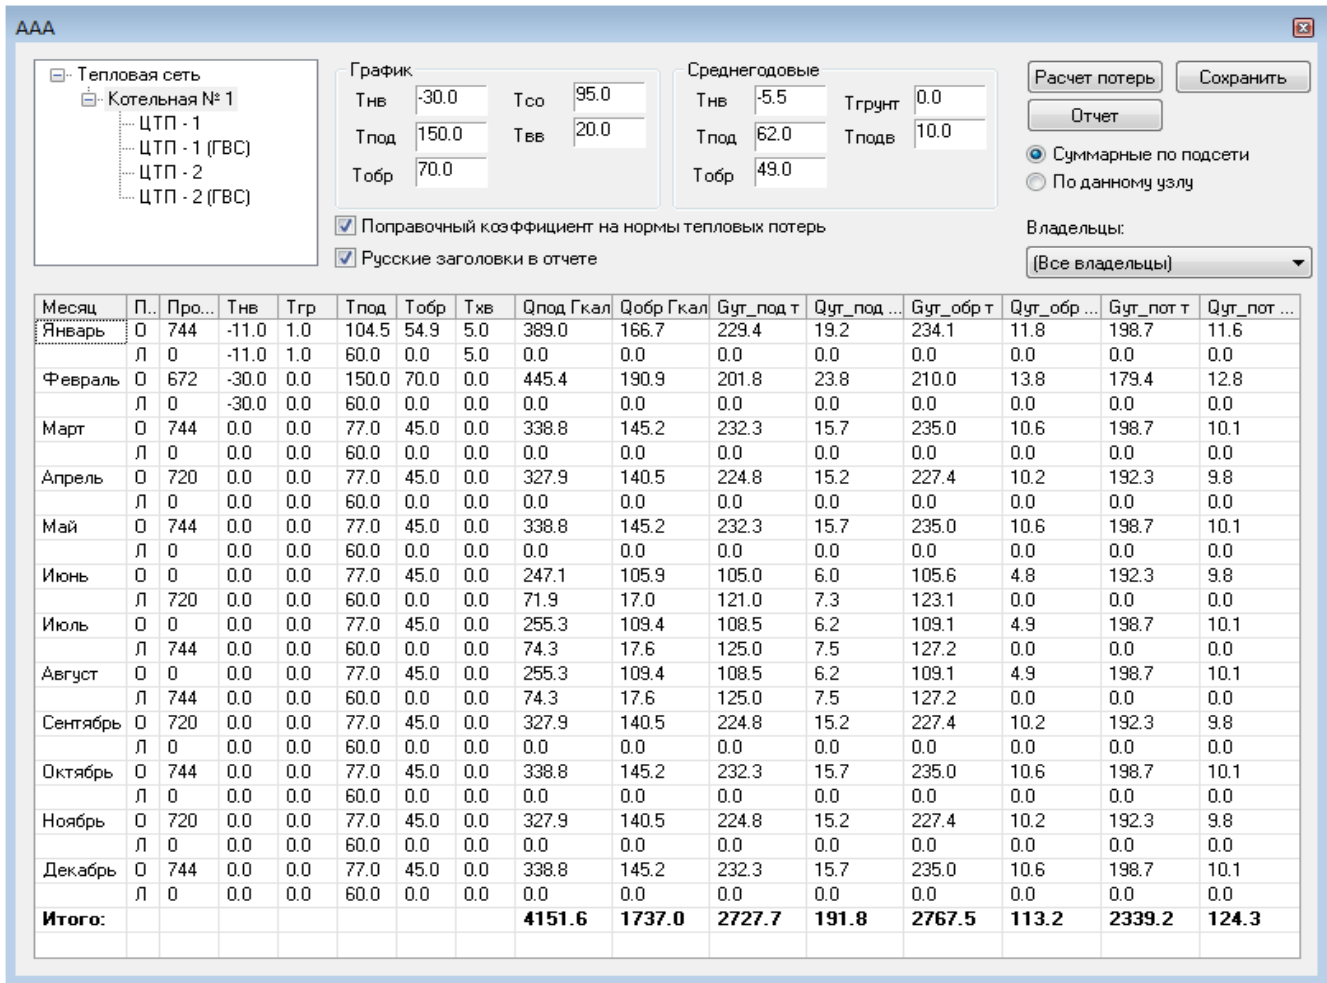 AAA
Тепловая сеть
Котельная № 1
ЦТП - 1
ЦТП - 1 (ГВС)
ЦТП - 2
ЦТП - 2 (ГВС)
График
Тнв -30.0 Тсо 95.0
Тпод 150.0 Твв 20.0
Тобр 70.0
Среднегодовые
Тнв -5.5 Тгрунт 0.0
Тпод 62.0 Тподв 10.0
Тобр 49.0
Расчет потерь Сохранить
Отчет
Суммарные по подсети
По данному узлу
Поправочный коэффициент на нормы тепловых потерь
Русские заголовки в отчете
Владельцы:
(Все владельцы)
Месяц П.. Про... Тнв Тгр Тпод Тобр Тхв Qпод Гкал Qобр Гкал Gут_под т Qут_под ... Gут_обр т Qут_обр ... Gут_пот т Qут_пот ...
Январь О 744 -11.0 1.0 104.5 54.9 5.0 389.0 166.7 229.4 19.2 234.1 11.8 198.7 11.6
Л 0 -11.0 1.0 60.0 0.0 5.0 0.0 0.0 0.0 0.0 0.0 0.0 0.0 0.0
Февраль О 672 -30.0 0.0 150.0 70.0 0.0 445.4 190.9 201.8 23.8 210.0 13.8 179.4 12.8
Л 0 -30.0 0.0 60.0 0.0 0.0 0.0 0.0 0.0 0.0 0.0 0.0 0.0 0.0
Март О 744 0.0 0.0 77.0 45.0 0.0 338.8 145.2 232.3 15.7 235.0 10.6 198.7 10.1
Л 0 0.0 0.0 60.0 0.0 0.0 0.0 0.0 0.0 0.0 0.0 0.0 0.0 0.0
Апрель О 720 0.0 0.0 77.0 45.0 0.0 327.9 140.5 224.8 15.2 227.4 10.2 192.3 9.8
Л 0 0.0 0.0 60.0 0.0 0.0 0.0 0.0 0.0 0.0 0.0 0.0 0.0 0.0
Май О 744 0.0 0.0 77.0 45.0 0.0 338.8 145.2 232.3 15.7 235.0 10.6 198.7 10.1
Л 0 0.0 0.0 60.0 0.0 0.0 0.0 0.0 0.0 0.0 0.0 0.0 0.0 0.0
Июнь О 0 0.0 0.0 77.0 45.0 0.0 247.1 105.9 105.0 6.0 105.6 4.8 192.3 9.8
Л 720 0.0 0.0 60.0 0.0 0.0 71.9 17.0 121.0 7.3 123.1 0.0 0.0 0.0
Июль О 0 0.0 0.0 77.0 45.0 0.0 255.3 109.4 108.5 6.2 109.1 4.9 198.7 10.1
Л 744 0.0 0.0 60.0 0.0 0.0 74.3 17.6 125.0 7.5 127.2 0.0 0.0 0.0
Август О 0 0.0 0.0 77.0 45.0 0.0 255.3 109.4 108.5 6.2 109.1 4.9 198.7 10.1
Л 744 0.0 0.0 60.0 0.0 0.0 74.3 17.6 125.0 7.5 127.2 0.0 0.0 0.0
Сентябрь О 720 0.0 0.0 77.0 45.0 0.0 327.9 140.5 224.8 15.2 227.4 10.2 192.3 9.8
Л 0 0.0 0.0 60.0 0.0 0.0 0.0 0.0 0.0 0.0 0.0 0.0 0.0 0.0
Октябрь О 744 0.0 0.0 77.0 45.0 0.0 338.8 145.2 232.3 15.7 235.0 10.6 198.7 10.1
Л 0 0.0 0.0 60.0 0.0 0.0 0.0 0.0 0.0 0.0 0.0 0.0 0.0 0.0
Ноябрь О 720 0.0 0.0 77.0 45.0 0.0 327.9 140.5 224.8 15.2 227.4 10.2 192.3 9.8
Л 0 0.0 0.0 60.0 0.0 0.0 0.0 0.0 0.0 0.0 0.0 0.0 0.0 0.0
Декабрь О 744 0.0 0.0 77.0 45.0 0.0 338.8 145.2 232.3 15.7 235.0 10.6 198.7 10.1
Л 0 0.0 0.0 60.0 0.0 0.0 0.0 0.0 0.0 0.0 0.0 0.0 0.0 0.0
Итого: 4151.6 1737.0 2727.7 191.8 2767.5 113.2 2339.2 124.3